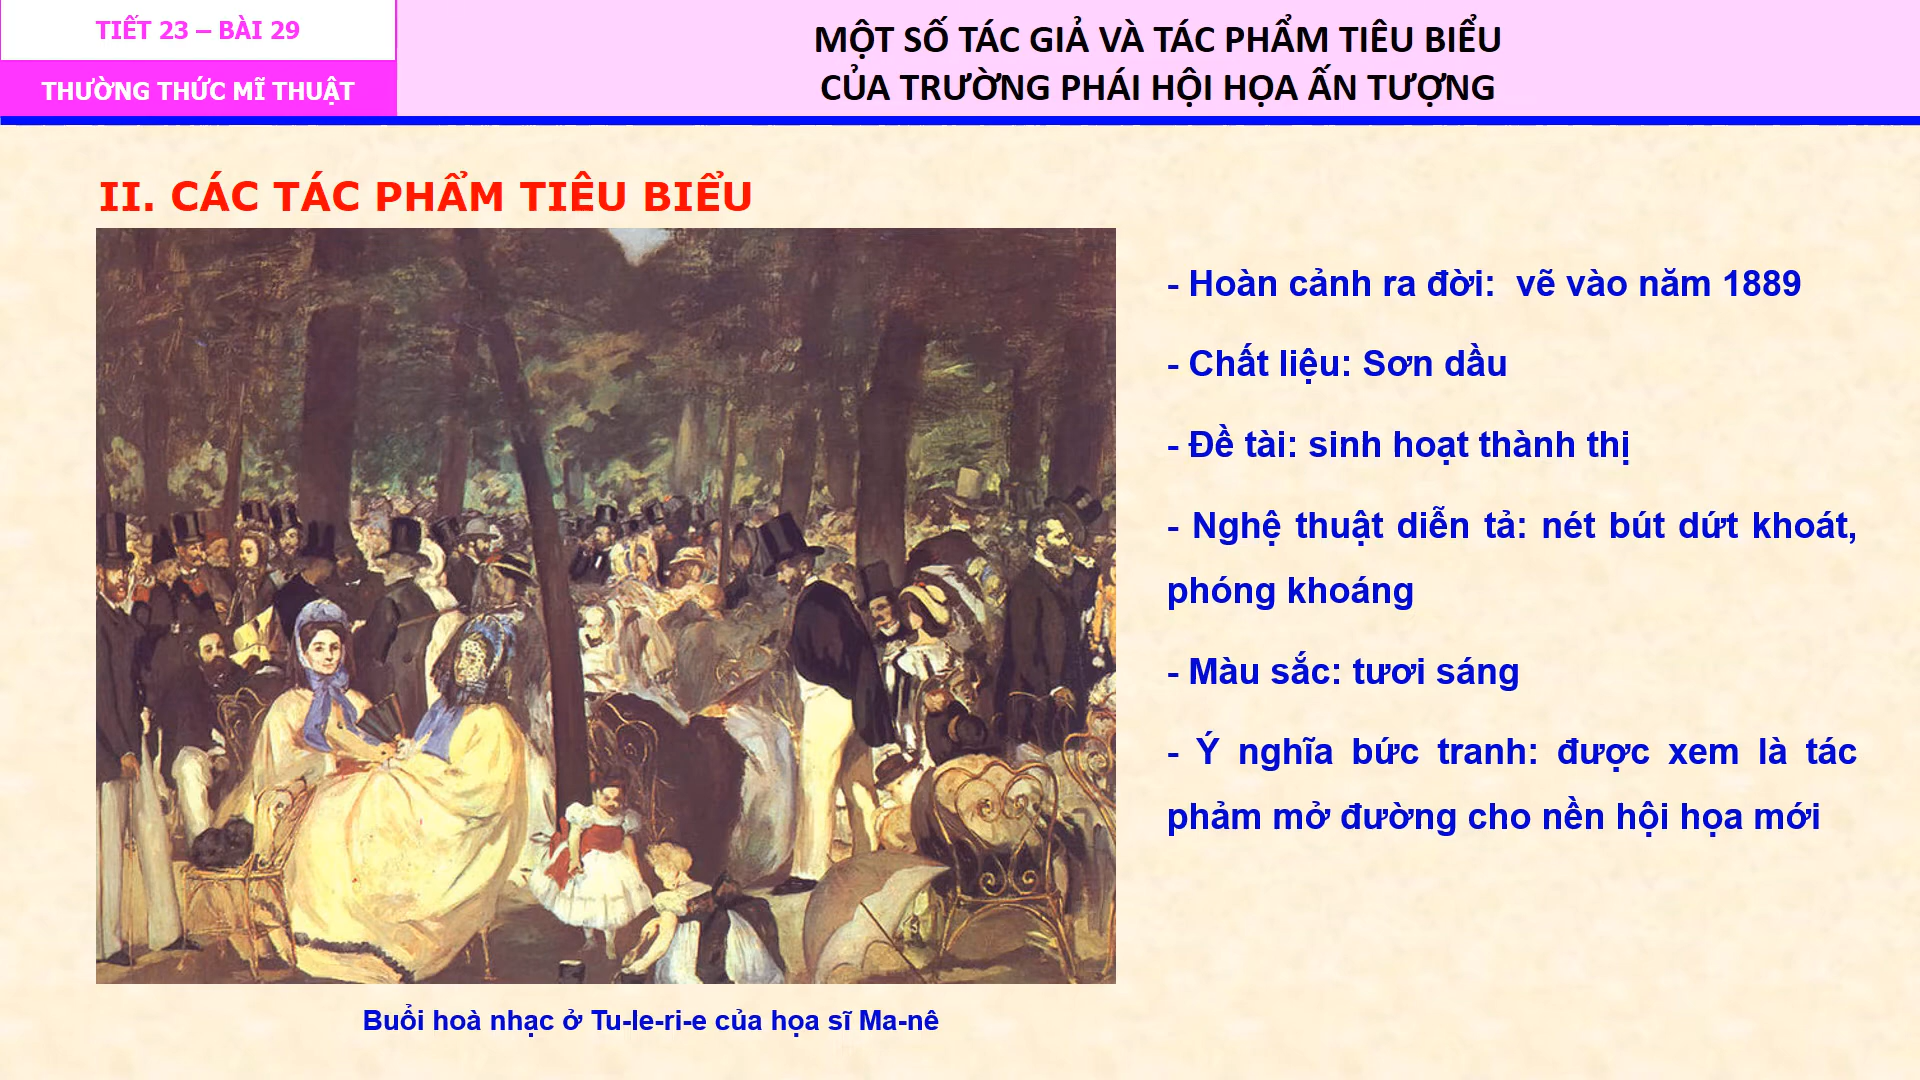 TIẾT 23 – BÀI 29
THƯỜNG THỨC MĨ THUẬT
MỘT SỐ TÁC GIẢ VÀ TÁC PHẨM TIÊU BIỂU
CỦA TRƯỜNG PHÁI HỘI HỌA ẤN TƯỢNG
II. CÁC TÁC PHẨM TIÊU BIỂU
- Hoàn cảnh ra đời: vẽ vào năm 1889
- Chất liệu: Sơn dầu
- Đề tài: sinh hoạt thành thị
- Nghệ thuật diễn tả: nét bút dứt khoát,
phóng khoáng
- Màu sắc: tươi sáng
- Ý nghĩa bức tranh: được xem là tác
phảm mở đường cho nền hội họa mới
Buổi hoà nhạc ở Tu-le-ri-e của họa sĩ Ma-nê